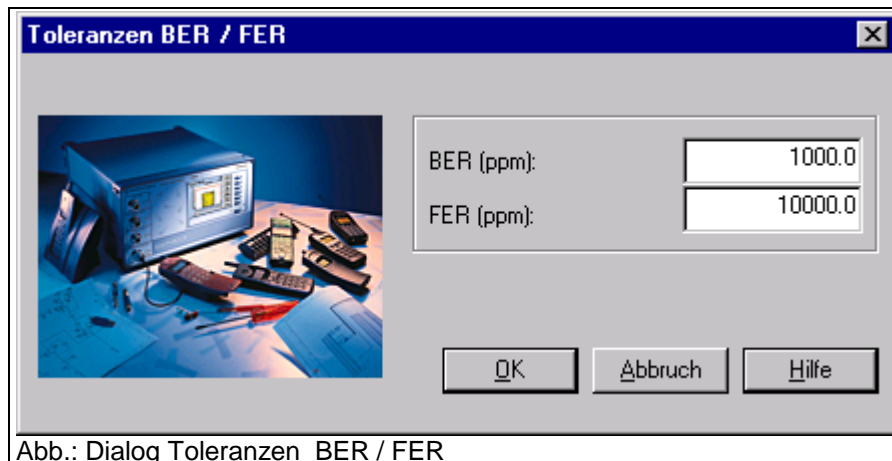 Toleranzen BER / FER
BER (ppm): 1000.0
FER (ppm): 10000.0
OK Abbruch Hilfe
Abb.: Dialog Toleranzen BER / FER